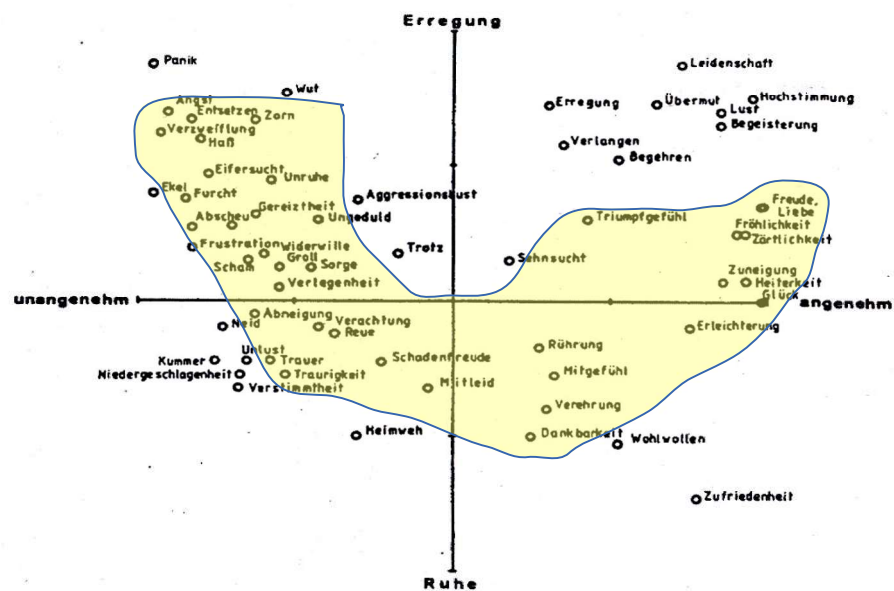 Erregung
Panik
Leidenschaft
Wut
Angst
Entsetzen
Zorn
Erregung
Übermut
Hochstimmung
Lust
Verzweiflung
Haß
Begeisterung
Verlangen
Begehren
Eifersucht
Unruhe
Ekel
Furcht
Aggressionslust
Freude,
Liebe
Gereiztheit
Abscheu
Ungeduld
Triumpfgefühl
Fröhlichkeit
Zärtlichkeit
Frustration
Widerwille
Trotz
Groll
Sehnsucht
Scham
Sorge
Zuneigung
Verlegenheit
Heiterkeit
unangenehm
Glück
angenehm
Abneigung
Neid
Verachtung
Reue
Erleichterung
Rührung
Unlust
Kummer
Trauer
Schadenfreude
Niedergeschlagenheit
Traurigkeit
Mitgefühl
Verstimmtheit
Mitleid
Verehrung
Heimweh
Dankbarkeit
Wohlwollen
Zufriedenheit
Ruhe